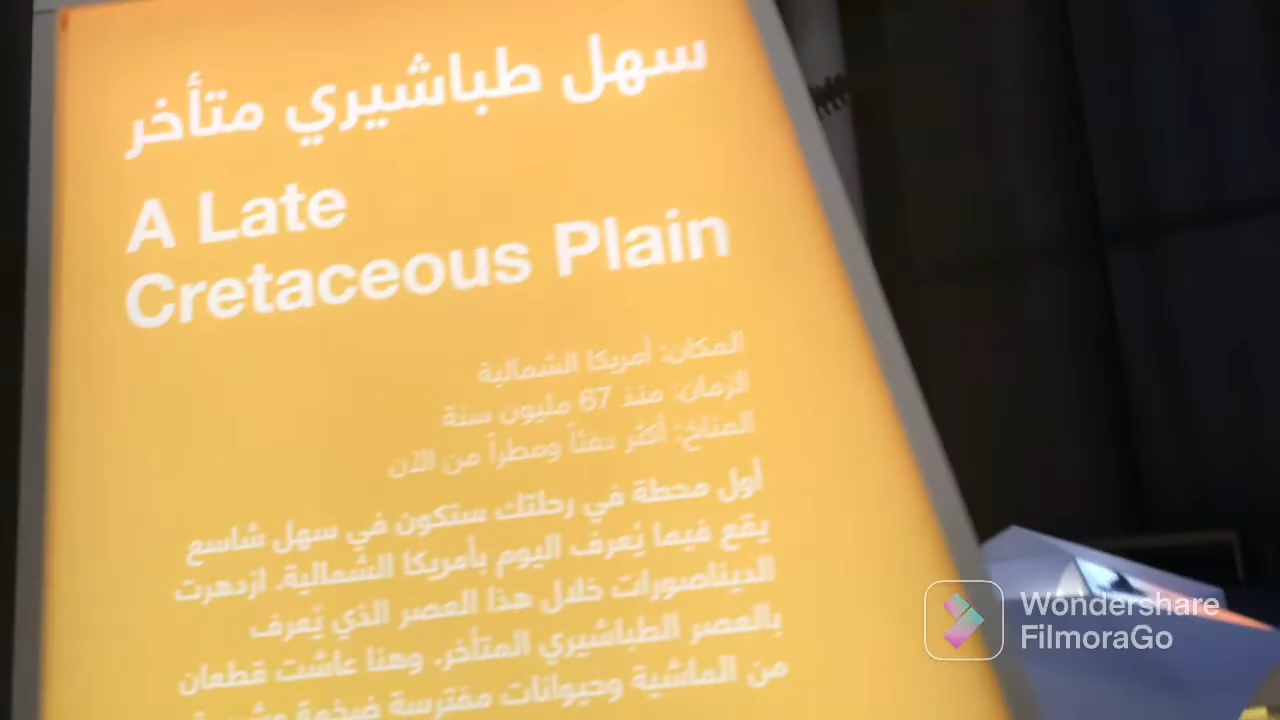 سهل طباشيري متأخر
A Late
Cretaceous Plain
المكان: أمريكا الشمالية
الزمان: منذ 67 مليون سنة
المناخ: أكثر دفئاً ومطراً من الآن
أول محطة في رحلتك ستكون في سهل شاسع
يقع فيما يُعرف اليوم بأمريكا الشمالية. ازدهرت
الديناصورات خلال هذا العصر الذي يُعرف
بالعصر الطباشيري المتأخر. وهنا عاشت قطعان
من الماشية وحيوانات مفترسة ضخمة
Wondershare
FilmoraGo